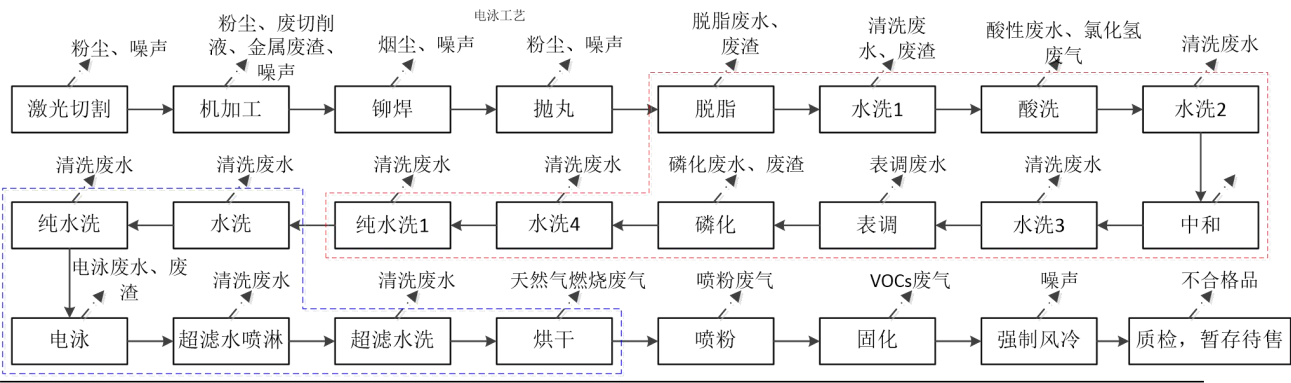 电泳工艺
粉尘、噪声
粉尘、废切削
液、金属废渣、
噪声
烟尘、噪声
粉尘、噪声
脱脂废水、
废渣
清洗废
水、废渣
酸性废水、氯化氢
废气
清洗废水
激光切割
机加工
铆焊
抛丸
脱脂
水洗1
酸洗
水洗2
清洗废水
清洗废水
清洗废水
清洗废水
磷化废水、废渣
表调废水
清洗废水
纯水洗
水洗
纯水洗1
水洗4
磷化
表调
水洗3
中和
电泳废水、废
渣
清洗废水
清洗废水
天然气燃烧废气
喷粉废气
VOCs废气
噪声
不合格品
电泳
超滤水喷淋
超滤水洗
烘干
喷粉
固化
强制风冷
质检，暂存待售